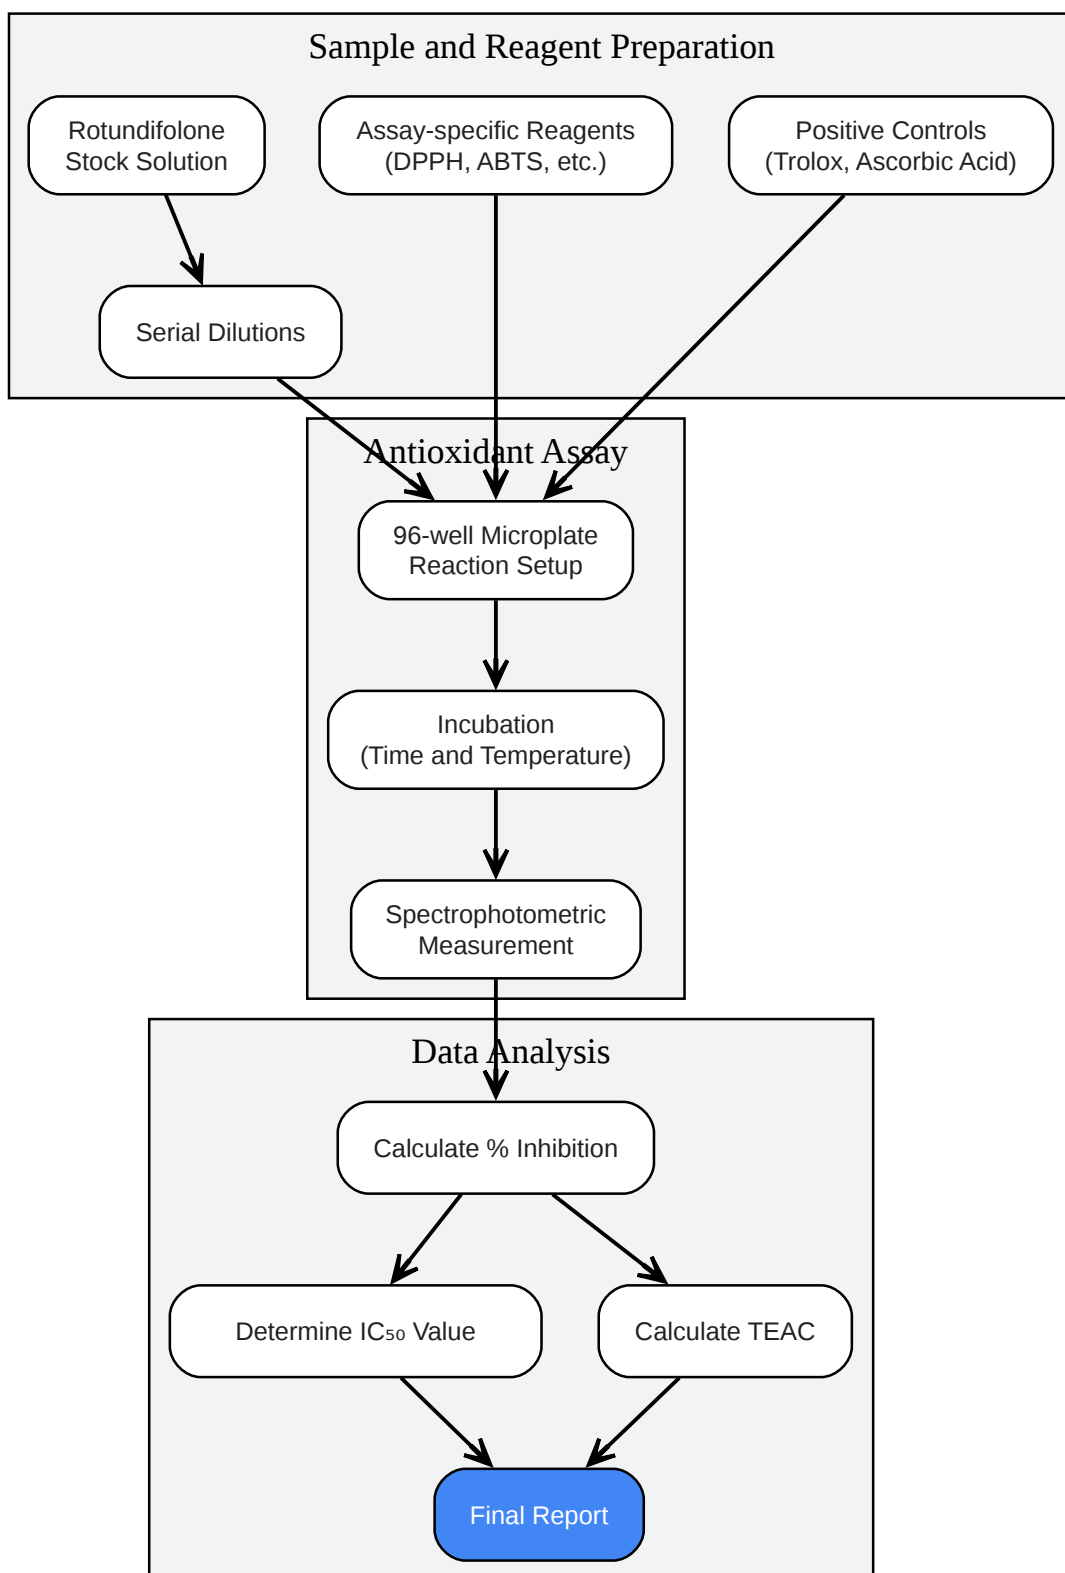 Sample and Reagent Preparation
Rotundifolone
Stock Solution
Assay-specific Reagents
(DPPH, ABTS, etc.)
Positive Controls
(Trolox, Ascorbic Acid)
Serial Dilutions
Antioxidant Assay
96-well Microplate
Reaction Setup
Incubation
(Time and Temperature)
Spectrophotometric
Measurement
Data Analysis
Calculate % Inhibition
Determine IC₅₀ Value
Calculate TEAC
Final Report